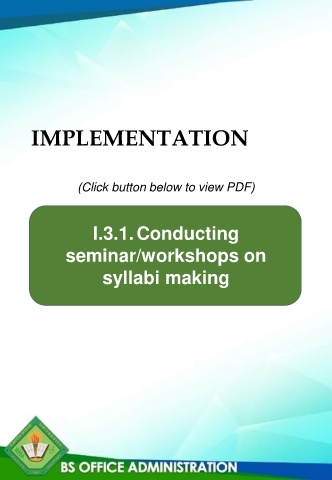 IMPLEMENTATION
(Click button below to view PDF)
I.3.1. Conducting
seminar/workshops on
syllabi making
BS OFFICE ADMINISTRATION